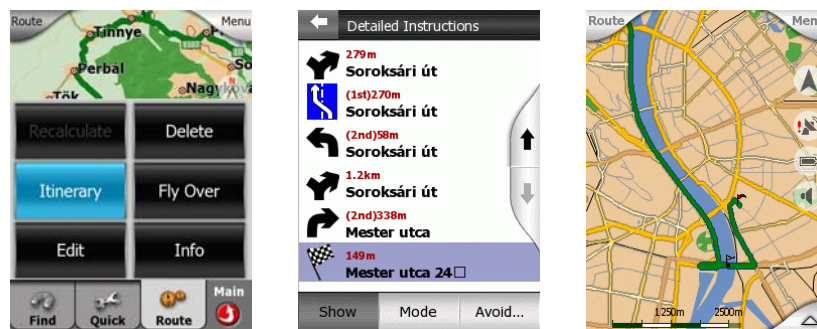 Route
Menu
Tinnye
Perbál
Tök
Nagyková
Recalculate
Delete
Itinerary
Fly Over
Edit
Info
Find
Quick
Route
Main
Detailed Instructions
279m
Soroksári út
(1st)270m
Soroksári út
(2nd)58m
Soroksári út
1.2km
Soroksári út
(2nd)338m
Mester utca
149m
Mester utca 24□
Show
Mode
Avoid...
Route
Men
1250m
2500m